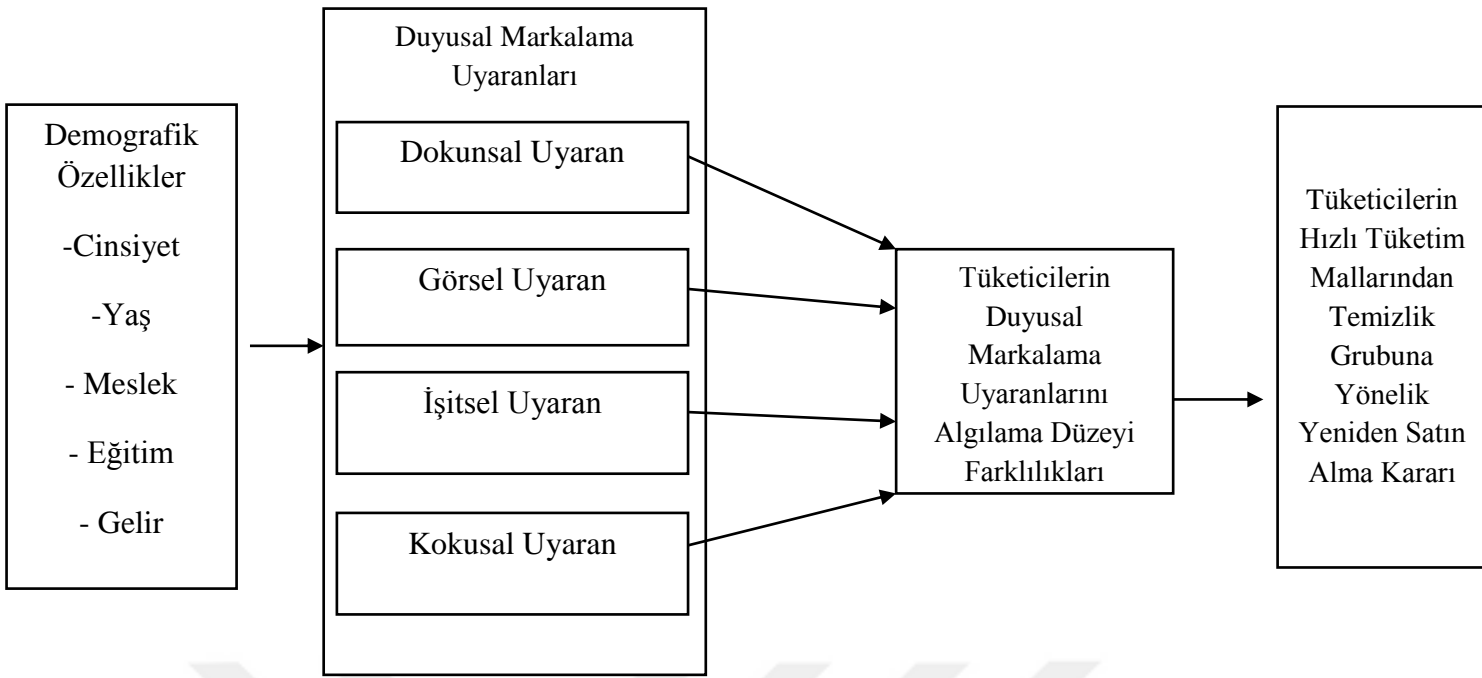 Demografik
Özellikler
-Cinsiyet
-Yaş
- Meslek
- Eğitim
- Gelir
Duyusal Markalama
Uyaranları
Dokunsal Uyaran
Görsel Uyaran
İşitsel Uyaran
Kokusal Uyaran
Tüketicilerin
Duyusal
Markalama
Uyaranlarını
Algılama Düzeyi
Farklılıkları
Tüketicilerin
Hızlı Tüketim
Mallarından
Temizlik
Grubuna
Yönelik
Yeniden Satın
Alma Kararı